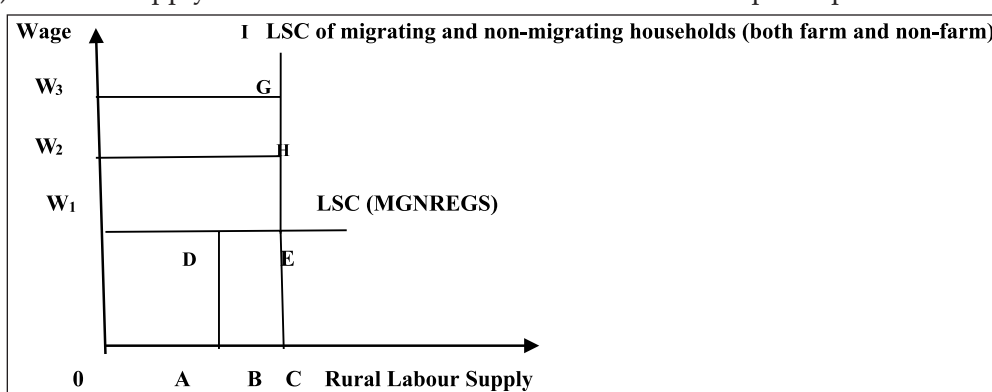 Wage I LSC of migrating and non-migrating households (both farm and non-farm)
W3 G
W2 H
W1 LSC (MGNREGS)
D E
0 A B C Rural Labour Supply